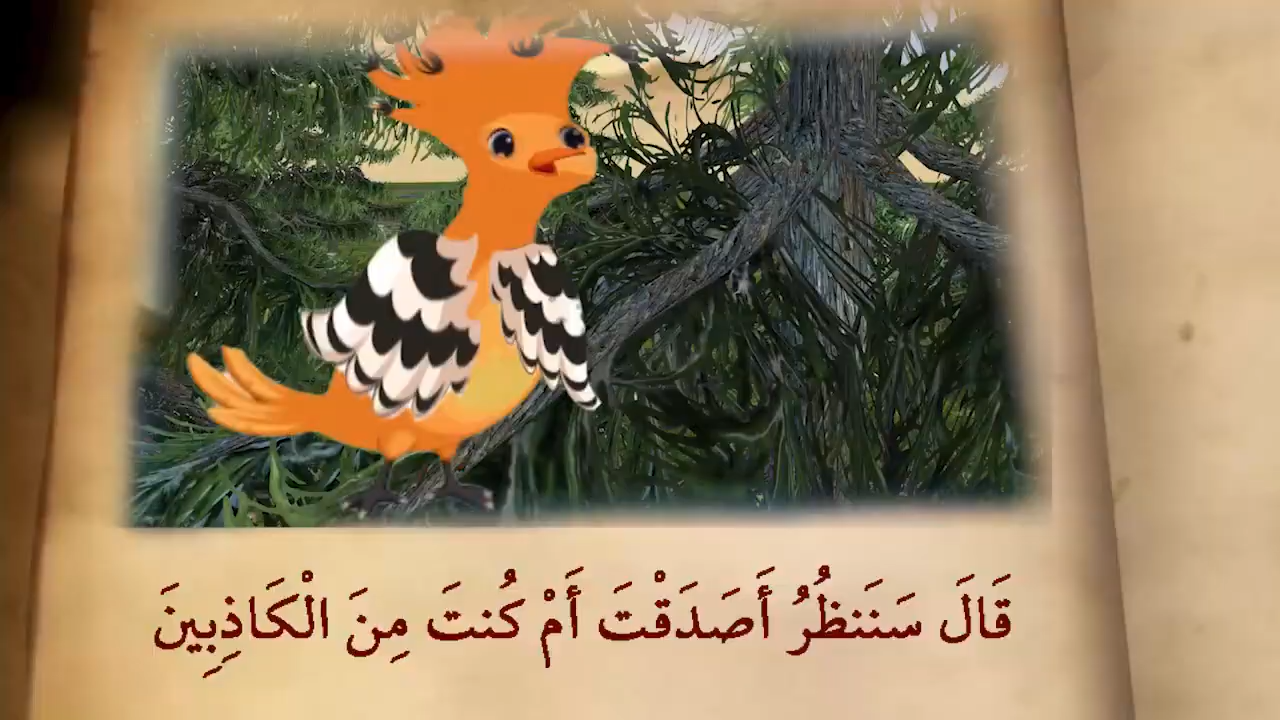 قَالَ سَنَنظُرُ أَصَدَقْتَ أَمْ كُنتَ مِنَ الْكَاذِبِينَ